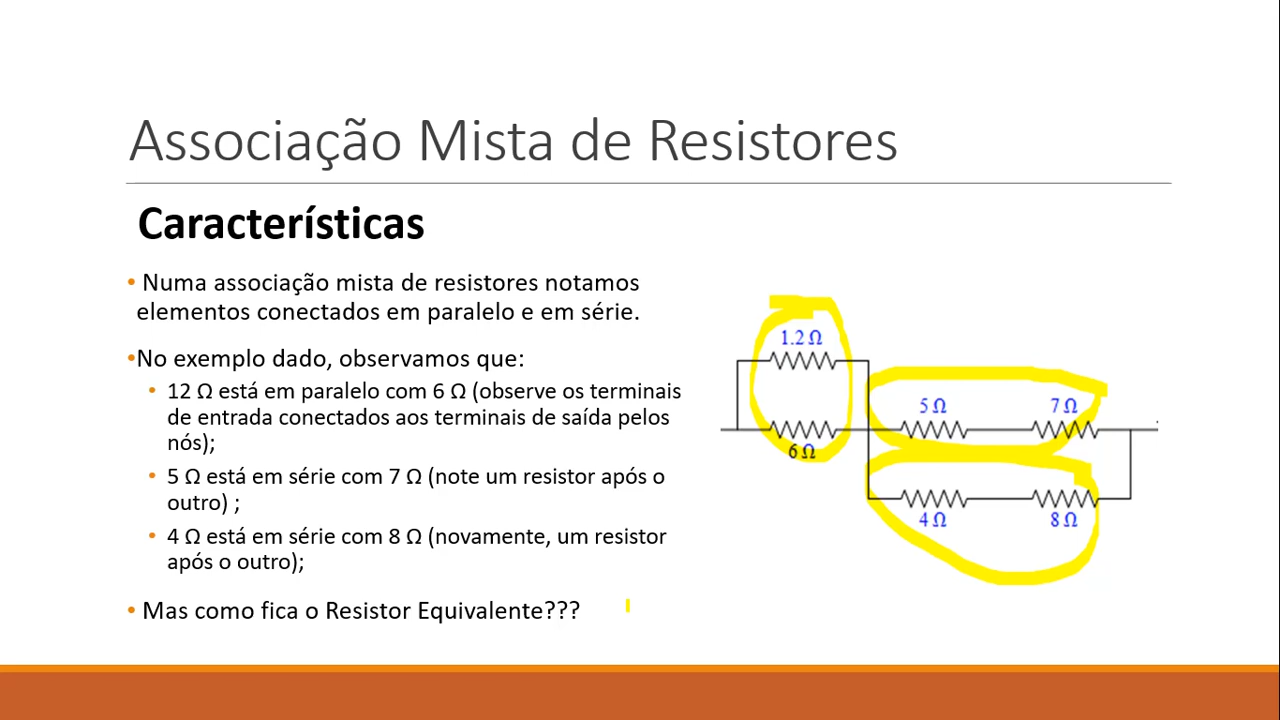 Associação Mista de Resistores
Características
• Numa associação mista de resistores notamos
elementos conectados em paralelo e em série.
•No exemplo dado, observamos que:
• 12 Ω está em paralelo com 6 Ω (observe os terminais
de entrada conectados aos terminais de saída pelos
nós);
• 5 Ω está em série com 7 Ω (note um resistor após o
outro) ;
• 4 Ω está em série com 8 Ω (novamente, um resistor
após o outro);
• Mas como fica o Resistor Equivalente???
1.2 Ω
6 Ω
5 Ω
7 Ω
4 Ω
8 Ω